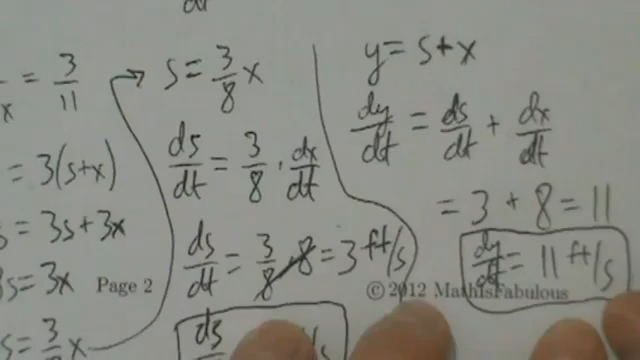 = 3/11
x
= 3(s+x)
= 3s+3x
s = 3x
s = 3/8 x
s = 3/8 x
ds/dt = 3/8 · dx/dt
ds/dt = 3/8 · 8 = 3 ft/s
ds
y = s+x
dy/dt = ds/dt + dx/dt
= 3 + 8 = 11
dy/dt = 11 ft/s
Page 2
© 2012 MathIsFabulous